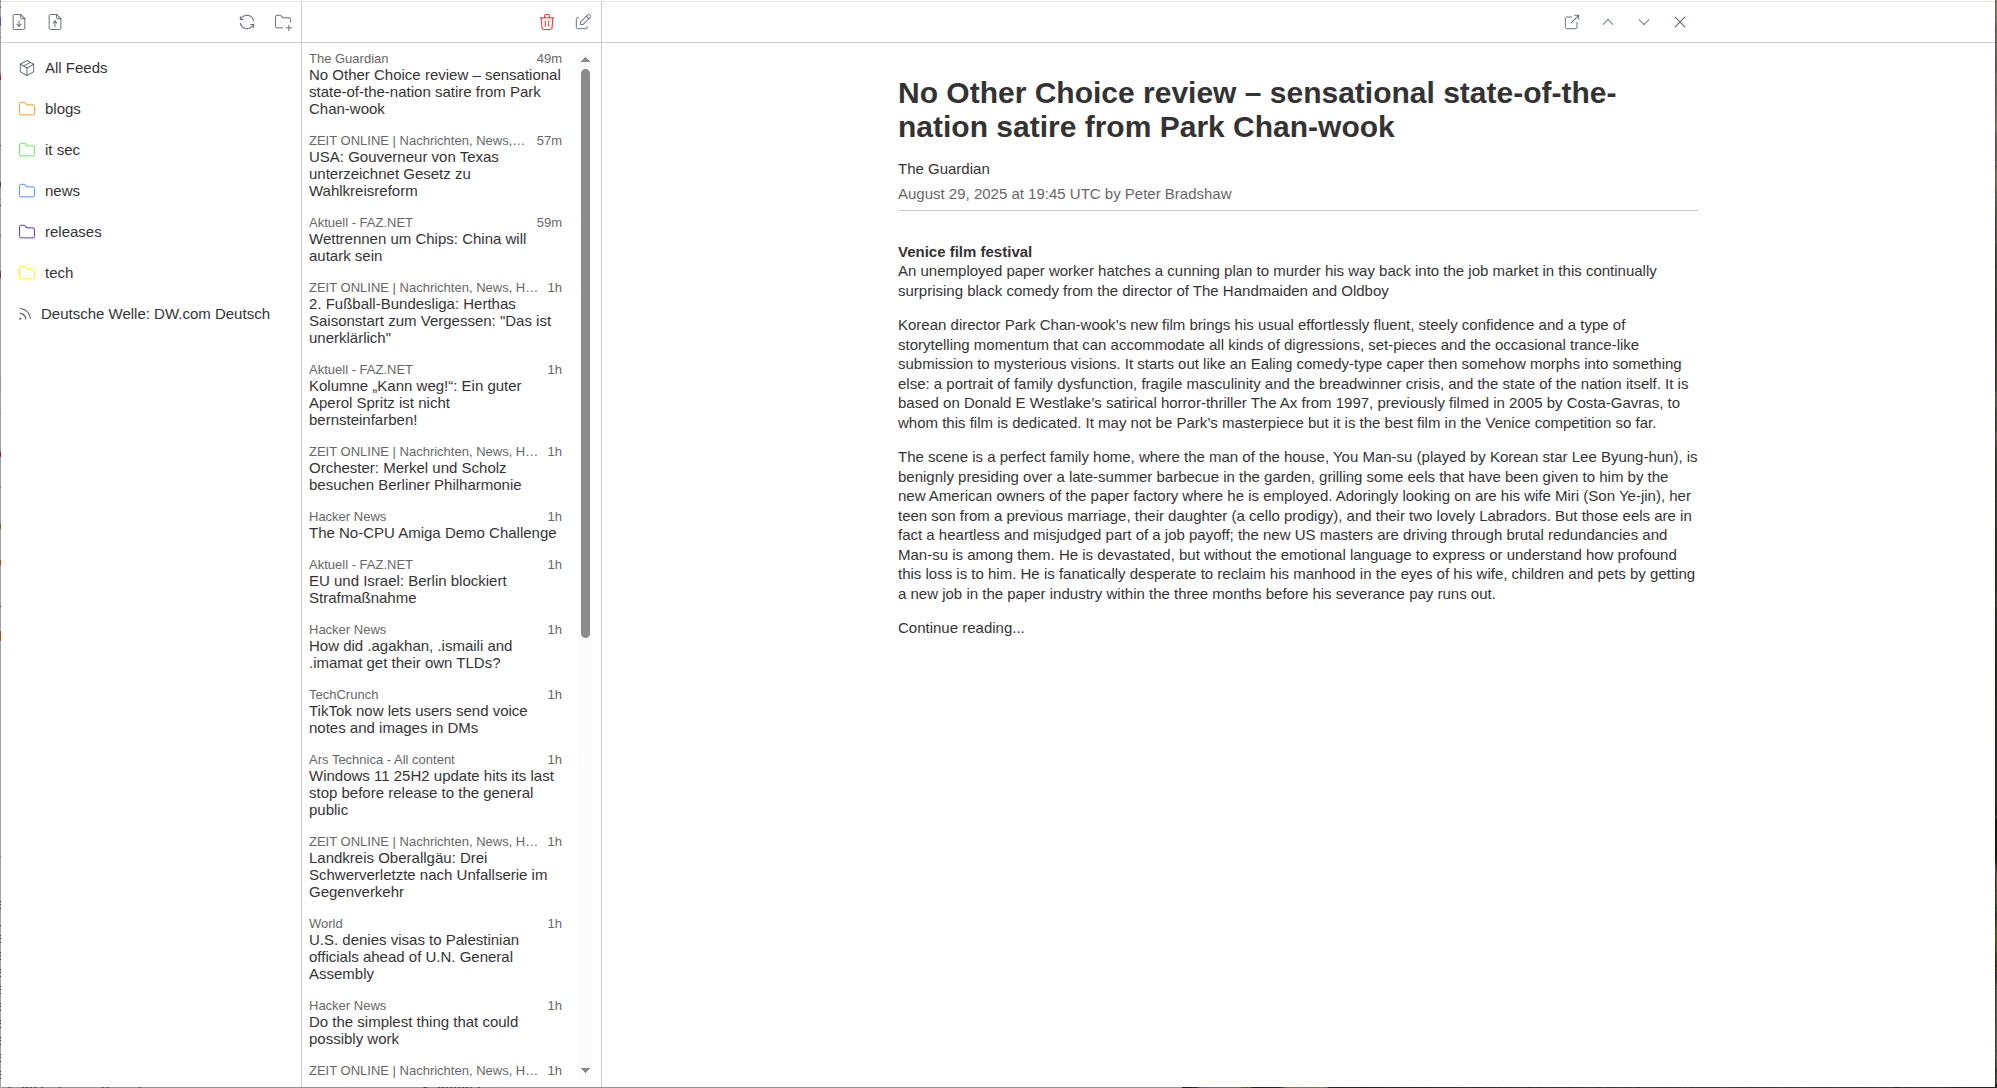 All Feeds
blogs
it sec
news
releases
tech
Deutsche Welle: DW.com Deutsch
The Guardian 49m
No Other Choice review – sensational
state-of-the-nation satire from Park
Chan-wook
ZEIT ONLINE | Nachrichten, News,... 57m
USA: Gouverneur von Texas
unterzeichnet Gesetz zu
Wahlkreisreform
Aktuell - FAZ.NET 59m
Wettrennen um Chips: China will
autark sein
ZEIT ONLINE | Nachrichten, News, H... 1h
2. Fußball-Bundesliga: Herthas
Saisonstart zum Vergessen: "Das ist
unerklärlich"
Aktuell - FAZ.NET 1h
Kolumne „Kann weg!“: Ein guter
Aperol Spritz ist nicht
bernsteinfarben!
ZEIT ONLINE | Nachrichten, News, H... 1h
Orchester: Merkel und Scholz
besuchen Berliner Philharmonie
Hacker News 1h
The No-CPU Amiga Demo Challenge
Aktuell - FAZ.NET 1h
EU und Israel: Berlin blockiert
Strafmaßnahme
Hacker News 1h
How did .agakhan, .ismaili and
.imamat get their own TLDs?
TechCrunch 1h
TikTok now lets users send voice
notes and images in DMs
Ars Technica - All content 1h
Windows 11 25H2 update hits its last
stop before release to the general
public
ZEIT ONLINE | Nachrichten, News, H... 1h
Landkreis Oberallgäu: Drei
Schwerverletzte nach Unfallserie im
Gegenverkehr
World 1h
U.S. denies visas to Palestinian
officials ahead of U.N. General
Assembly
Hacker News 1h
Do the simplest thing that could
possibly work
ZEIT ONLINE | Nachrichten, News, H... 1h
No Other Choice review – sensational state-of-the-
nation satire from Park Chan-wook
The Guardian
August 29, 2025 at 19:45 UTC by Peter Bradshaw
Venice film festival
An unemployed paper worker hatches a cunning plan to murder his way back into the job market in this continually
surprising black comedy from the director of The Handmaiden and Oldboy
Korean director Park Chan-wook’s new film brings his usual effortlessly fluent, steely confidence and a type of
storytelling momentum that can accommodate all kinds of digressions, set-pieces and the occasional trance-like
submission to mysterious visions. It starts out like an Ealing comedy-type caper then somehow morphs into something
else: a portrait of family dysfunction, fragile masculinity and the breadwinner crisis, and the state of the nation itself. It is
based on Donald E Westlake’s satirical horror-thriller The Ax from 1997, previously filmed in 2005 by Costa-Gavras, to
whom this film is dedicated. It may not be Park’s masterpiece but it is the best film in the Venice competition so far.
The scene is a perfect family home, where the man of the house, You Man-su (played by Korean star Lee Byung-hun), is
benignly presiding over a late-summer barbecue in the garden, grilling some eels that have been given to him by the
new American owners of the paper factory where he is employed. Adoringly looking on are his wife Miri (Son Ye-jin), her
teen son from a previous marriage, their daughter (a cello prodigy), and their two lovely Labradors. But those eels are in
fact a heartless and misjudged part of a job payoff; the new US masters are driving through brutal redundancies and
Man-su is among them. He is devastated, but without the emotional language to express or understand how profound
this loss is to him. He is fanatically desperate to reclaim his manhood in the eyes of his wife, children and pets by getting
a new job in the paper industry within the three months before his severance pay runs out.
Continue reading...